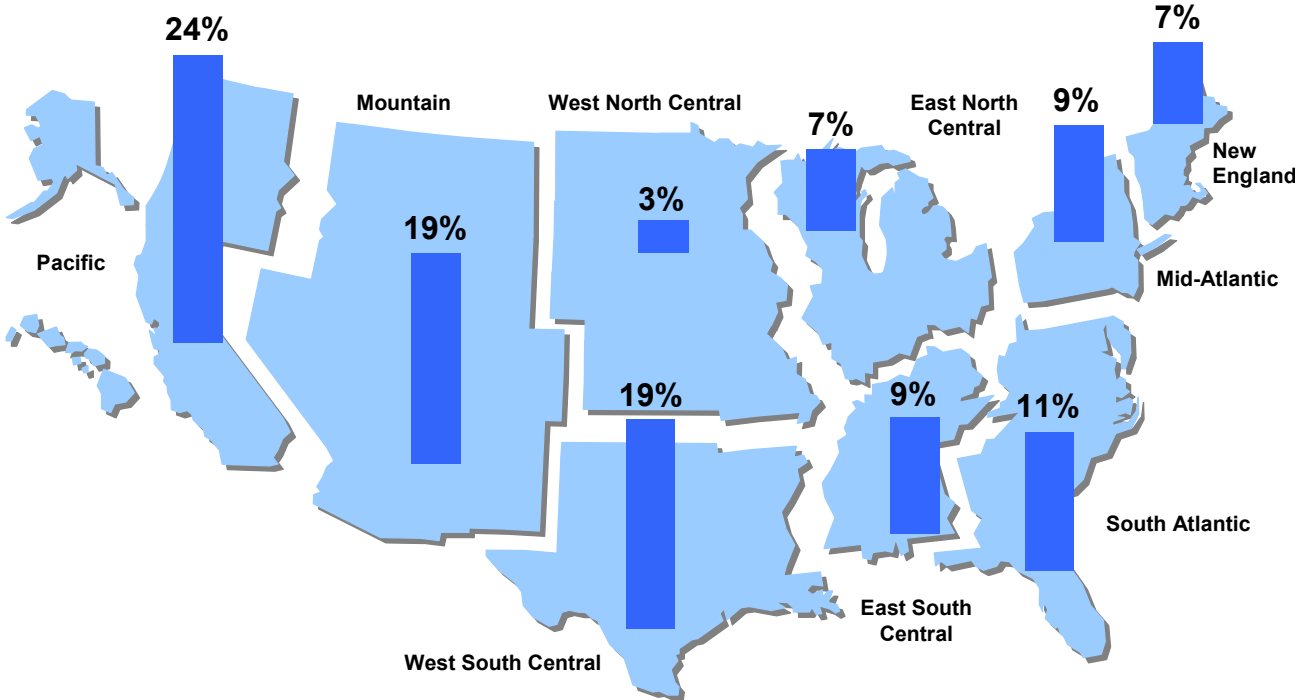 24%
7%
Mountain
West North Central
East North
Central
9%
7%
New
England
3%
19%
Pacific
Mid-Atlantic
19%
9%
11%
South Atlantic
East South
Central
West South Central